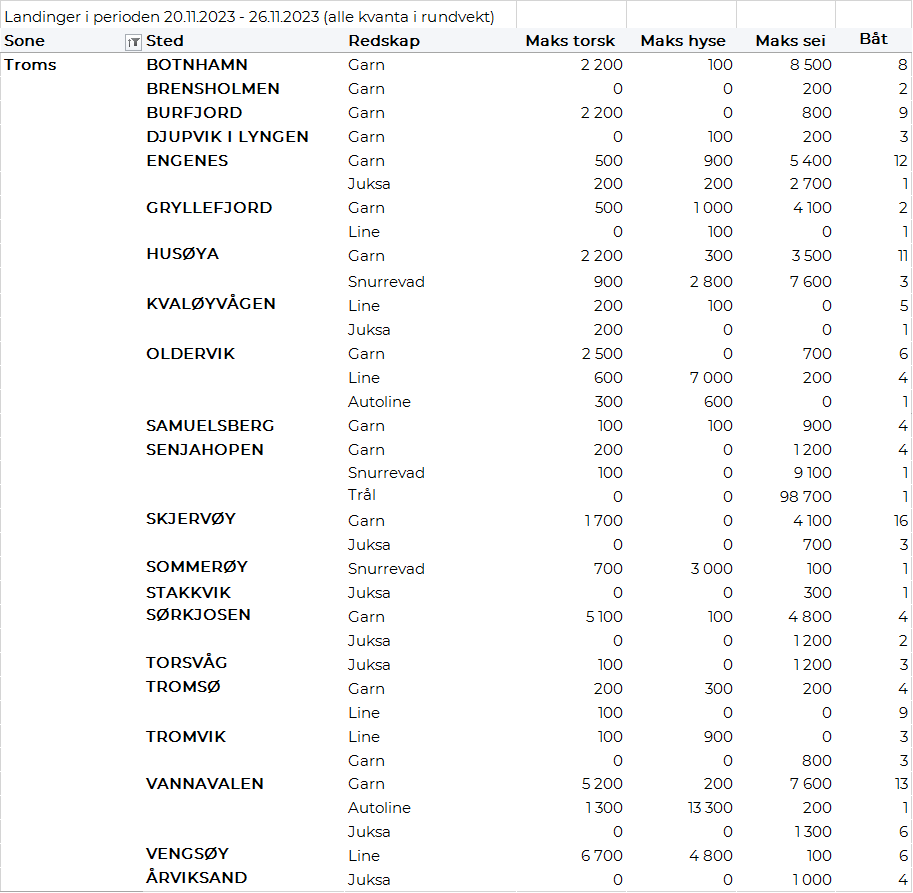 Landinger i perioden 20.11.2023 - 26.11.2023 (alle kvanta i rundvekt)
Sone Sted Redskap Maks torsk Maks hyse Maks sei Båt
Troms BOTNHAMN Garn 2 200 100 8 500 8
BRENSHOLMEN Garn 0 0 200 2
BURFJORD Garn 2 200 0 800 9
DJUPVIK I LYNGEN Garn 0 100 200 3
ENGENES Garn 500 900 5 400 12
Juksa 200 200 2 700 1
GRYLLEFJORD Garn 500 1 000 4 100 2
Line 0 100 0 1
HUSØYA Garn 2 200 300 3 500 11
Snurrevad 900 2 800 7 600 3
KVALØYVÅGEN Line 200 100 0 5
Juksa 200 0 0 1
OLDERVIK Garn 2 500 0 700 6
Line 600 7 000 200 4
Autoline 300 600 0 1
SAMUELSBERG Garn 100 100 900 4
SENJAHOPEN Garn 200 0 1 200 4
Snurrevad 100 0 9 100 1
Trål 0 0 98 700 1
SKJERVØY Garn 1 700 0 4 100 16
Juksa 0 0 700 3
SOMMERØY Snurrevad 700 3 000 100 1
STAKKVIK Juksa 0 0 300 1
SØRKJOSEN Garn 5 100 100 4 800 4
Juksa 0 0 1 200 2
TORSVÅG Juksa 100 0 1 200 3
TROMSØ Garn 200 300 200 4
Line 100 0 0 9
TROMVIK Line 100 900 0 3
Garn 0 0 800 3
VANNAVALEN Garn 5 200 200 7 600 13
Autoline 1 300 13 300 200 1
Juksa 0 0 1 300 6
VENGSØY Line 6 700 4 800 100 6
ÅRVIKSAND Juksa 0 0 1 000 4